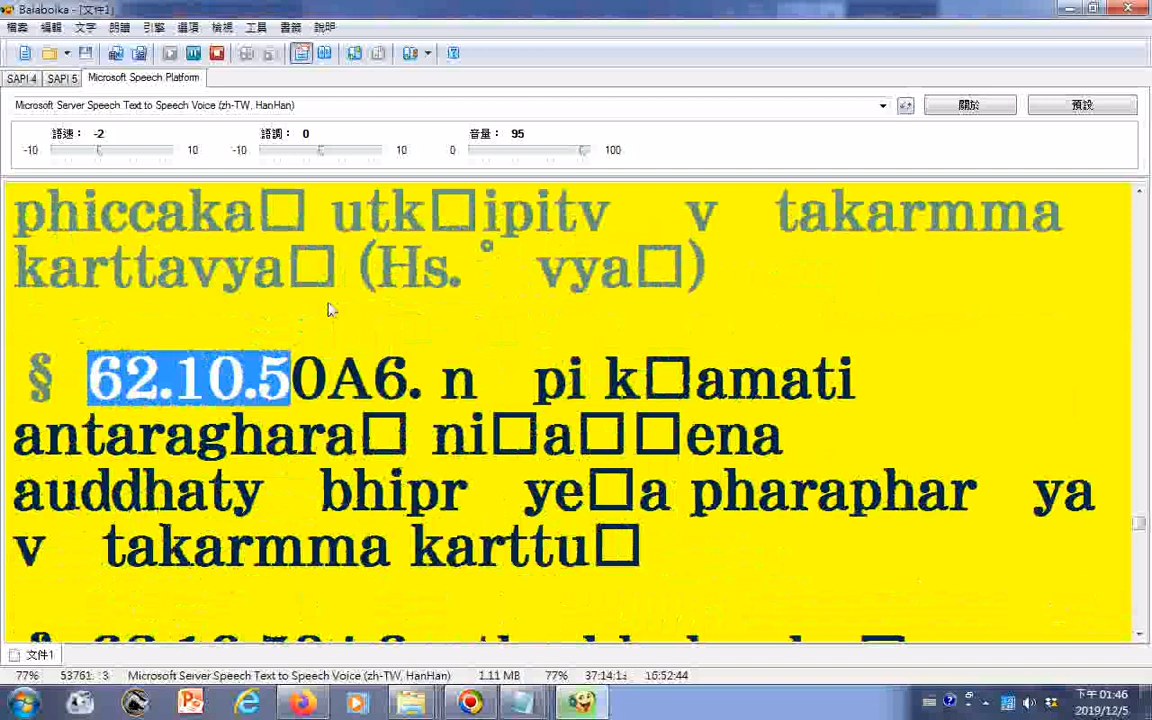 Balabolka - [文件1]
檔案 編輯 文字 朗讀 引擎 選項 檢視 工具 書籤 說明
SAPI 4 SAPI 5 Microsoft Speech Platform
Microsoft Server Speech Text to Speech Voice (zh-TW, HanHan) 關於 預設
語速： -2 語調： 0 音量： 95
-10 10 -10 10 0 100
phiccaka□ utk□ipitv v takarmma
karttavya□ (Hs. ° vya□)
§ 62.10.50A6. n pi k□amati
antaraghara□ ni□a□□ena
auddhaty bhipr ye□a pharaphar ya
v takarmma karttu□
文件1
77% 53761: 3 Microsoft Server Speech Text to Speech Voice (zh-TW, HanHan) 1.11 MB 77% 16:52:44
下午 01:46
2019/12/5